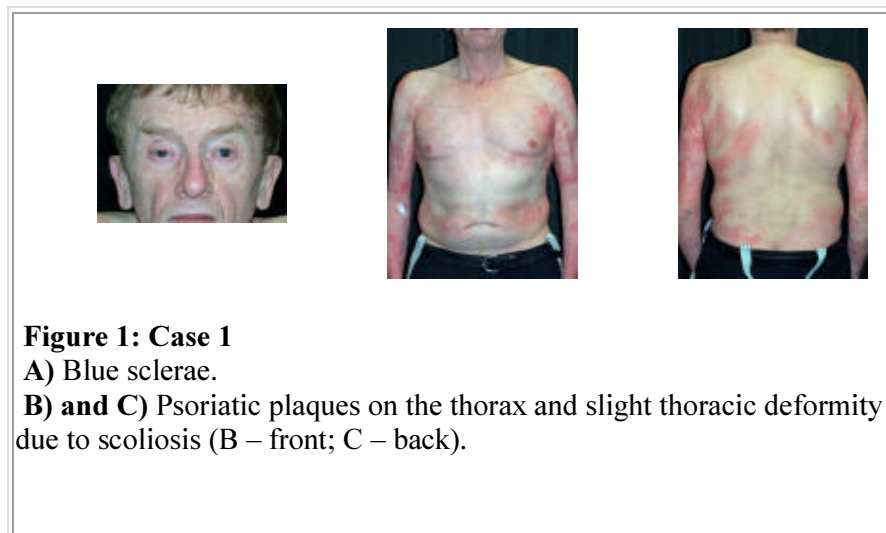 Figure 1: Case 1
A) Blue sclerae.
B) and C) Psoriatic plaques on the thorax and slight thoracic deformity
due to scoliosis (B – front; C – back).